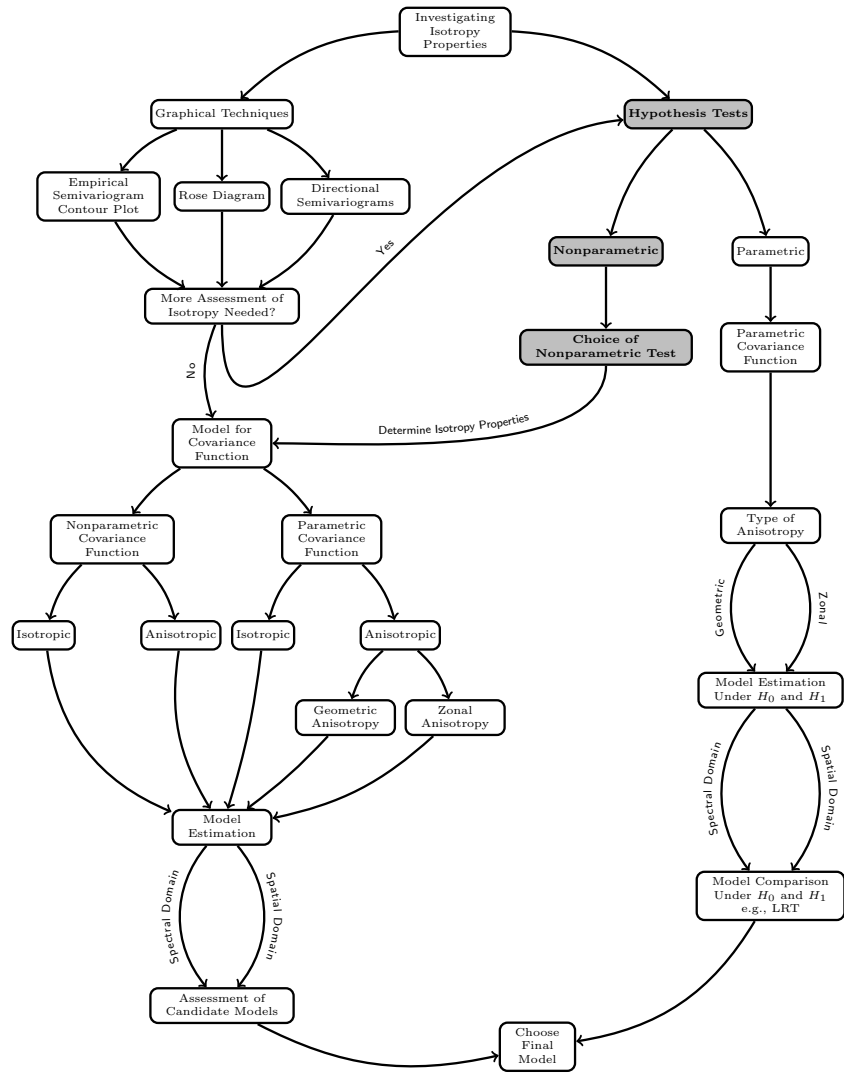 Investigating
Isotropy
Properties
Graphical Techniques
Hypothesis Tests
Empirical
Semivariogram
Contour Plot
Rose Diagram
Directional
Semivariograms
Yes
Nonparametric
Parametric
More Assessment of
Isotropy Needed?
Choice of
Nonparametric Test
Parametric
Covariance
Function
No
Determine Isotropy Properties
Model for
Covariance
Function
Nonparametric
Covariance
Function
Parametric
Covariance
Function
Type of
Anisotropy
Geometric
Zonal
Isotropic
Anisotropic
Isotropic
Anisotropic
Geometric
Anisotropy
Zonal
Anisotropy
Model Estimation
Under H₀ and H₁
Spectral Domain
Spatial Domain
Model
Estimation
Spectral Domain
Spatial Domain
Model Comparison
Under H₀ and H₁
e.g., LRT
Assessment of
Candidate Models
Choose
Final
Model